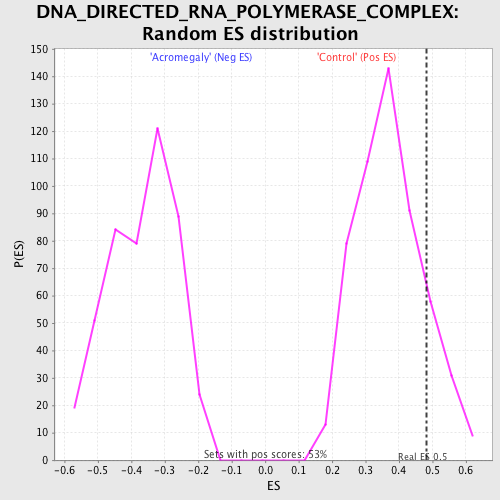 DNA_DIRECTED_RNA_POLYMERASE_COMPLEX:
Random ES distribution
'Acromegaly' (Neg ES) 'Control' (Pos ES)
150
140
130
120
110
100
90
80
70
60
50
40
30
20
10
0
P(ES)
Sets with pos scores: 53%
Real ES 0.5
-0.6 -0.5 -0.4 -0.3 -0.2 -0.1 0.0 0.1 0.2 0.3 0.4 0.5 0.6
ES